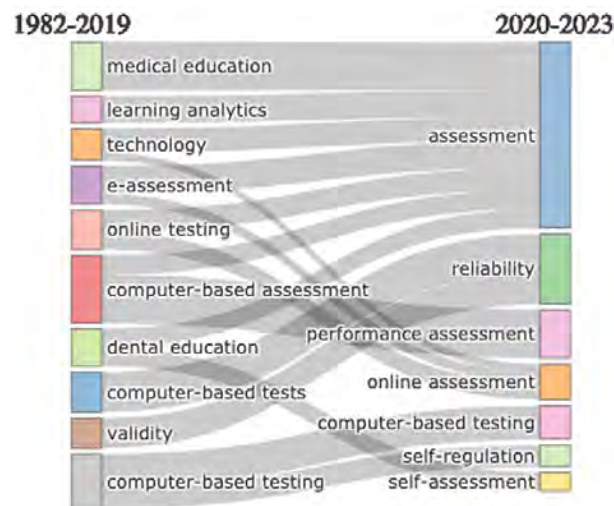 1982-2019
medical education
learning analytics
technology
e-assessment
online testing
computer-based assessment
dental education
computer-based tests
validity
computer-based testing
2020-2023
assessment
reliability
performance assessment
online assessment
computer-based testing
self-regulation
self-assessment